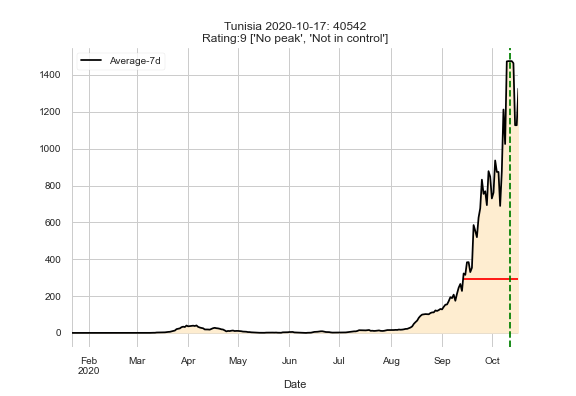 Tunisia 2020-10-17: 40542
Rating:9 ['No peak', 'Not in control']
Average-7d
1400
1200
1000
800
600
400
200
0
Feb Mar Apr May Jun Jul Aug Sep Oct
2020
Date